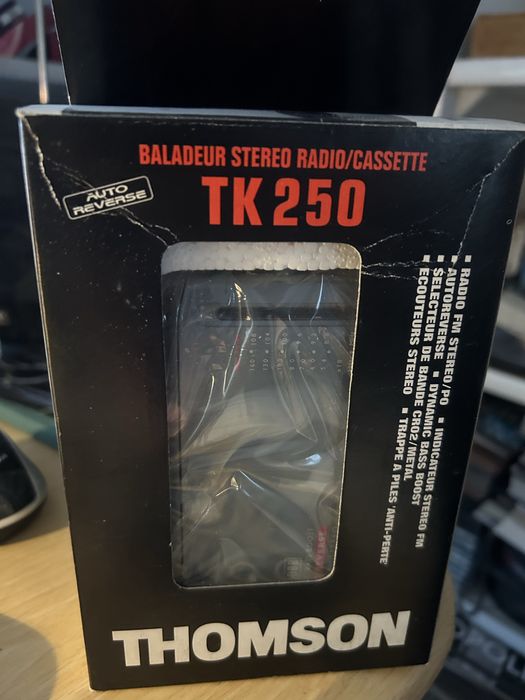 BALADEUR STEREO RADIO/CASSETTE
TK 250
AUTO
REVERSE
▪ RADIO FM STEREO/PO ▪ INDICATEUR STEREO FM
▪ AUTOREVERSE ▪ DYNAMIC BASS BOOST
▪ SELECTEUR DE BANDE CRO2/METAL
▪ ECOUTEURS STEREO ▪ TRAPPE A PILES 'ANTI-PERTE'
THOMSON